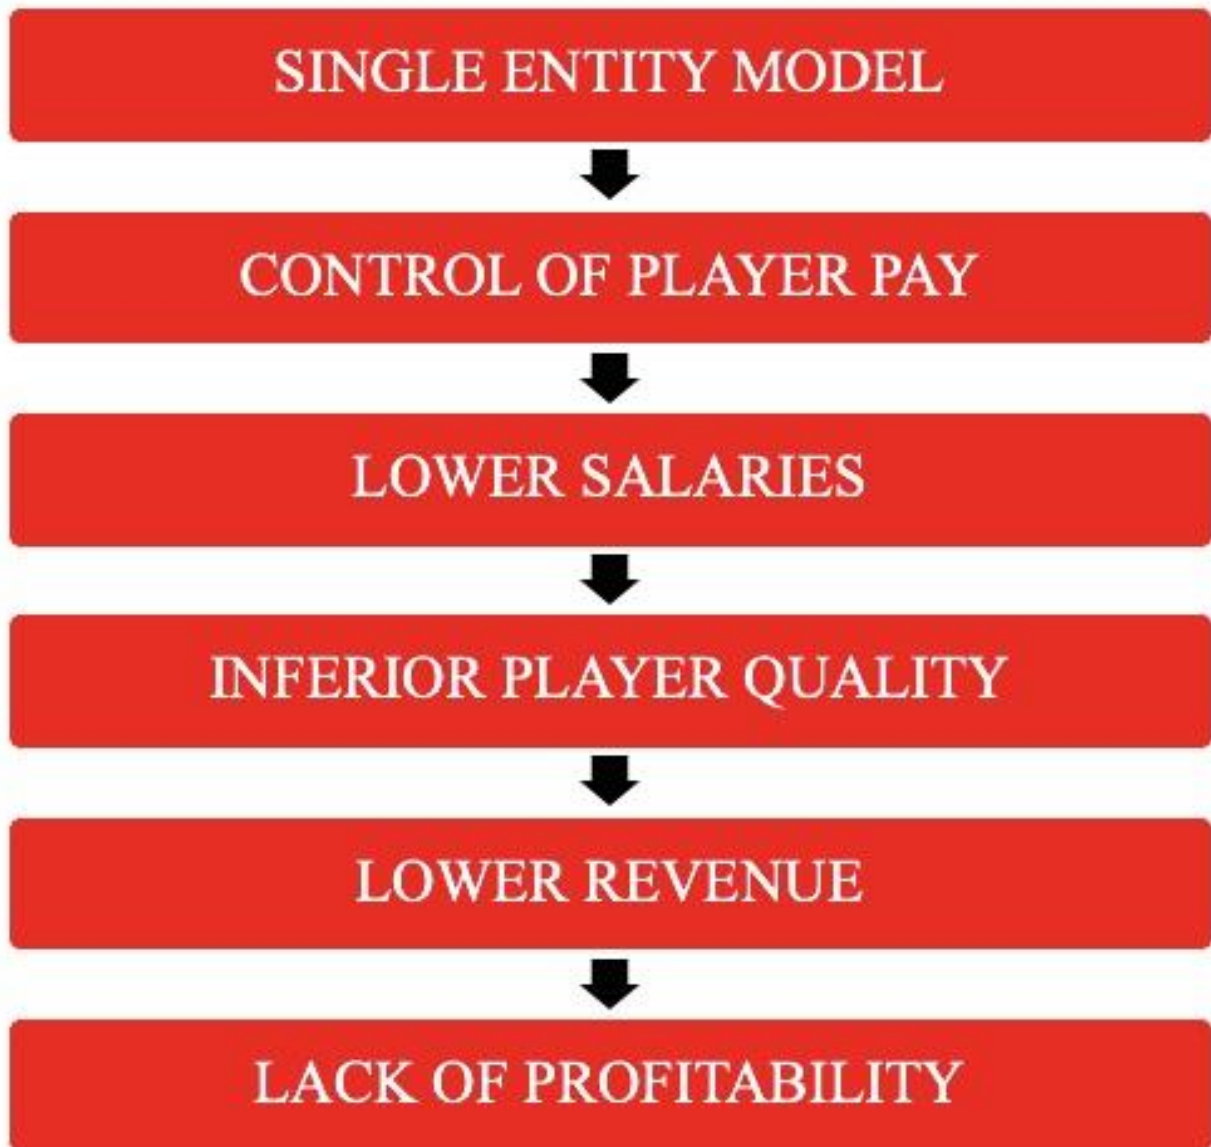 SINGLE ENTITY MODEL
CONTROL OF PLAYER PAY
LOWER SALARIES
INFERIOR PLAYER QUALITY
LOWER REVENUE
LACK OF PROFITABILITY